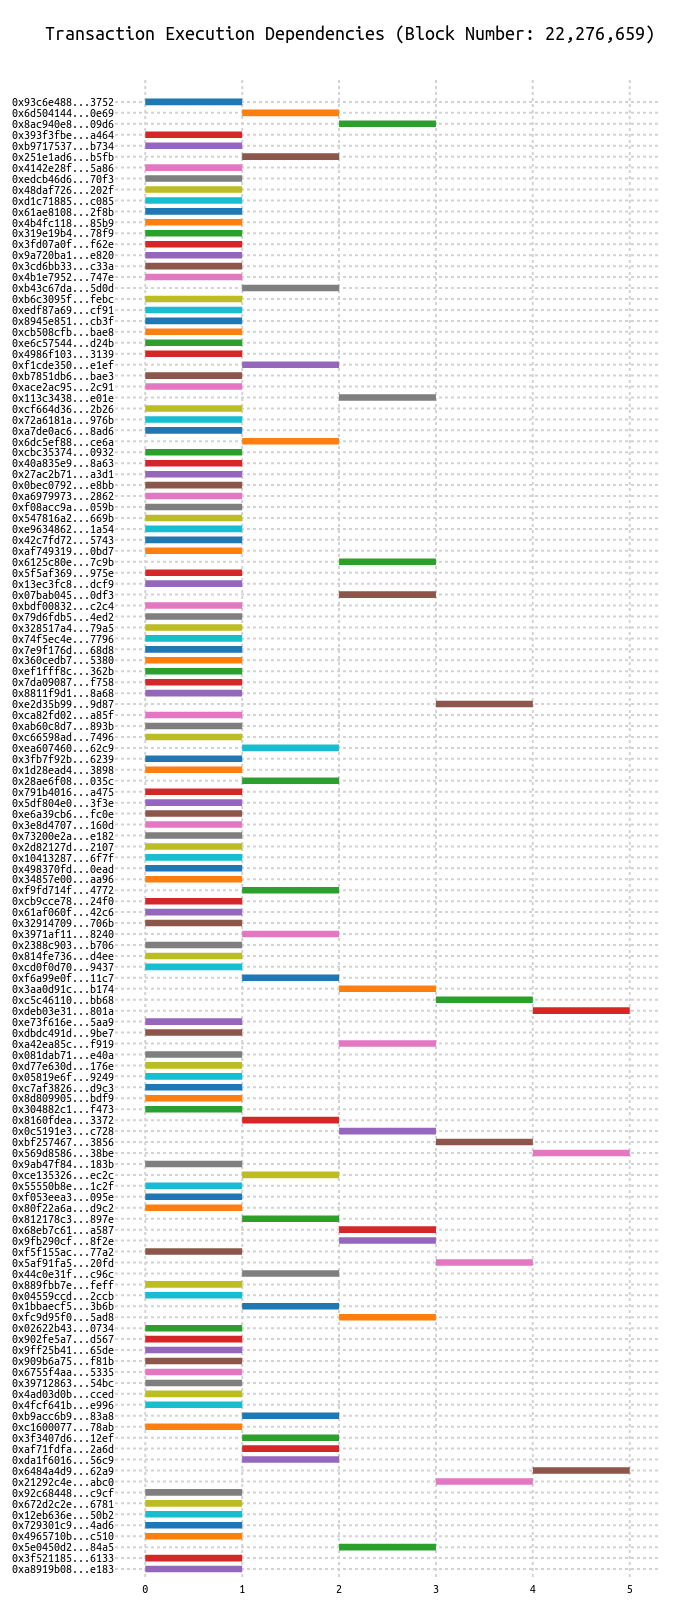 Transaction Execution Dependencies (Block Number: 22,276,659)
0x93c6e488...3752
0x6d504144...0e69
0x8ac940e8...09d6
0x393f3fbe...a464
0xb9717537...b734
0x251e1ad6...b5fb
0x4142e28f...5a86
0xedcb46d6...70f3
0x48daf726...202f
0xd1c71885...c085
0x61ae8108...2f8b
0x4b4fc118...85b9
0x319e19b4...78f9
0x3fd07a0f...f62e
0x9a720ba1...e820
0x3cd6bb33...c33a
0x4b1e7952...747e
0xb43c67da...5d0d
0xb6c3095f...febc
0xedf87a69...cf91
0x8945e851...cb3f
0xcb508cfb...bae8
0xe6c57544...d24b
0x4986f103...3139
0xf1cde350...e1ef
0xb7851db6...bae3
0xace2ac95...2c91
0x113c3438...e01e
0xcf664d36...2b26
0x72a6181a...976b
0xa7de0ac6...8ad6
0x6dc5ef88...ce6a
0xcbc35374...0932
0x40a835e9...8a63
0x27ac2b71...a3d1
0x0bec0792...e8bb
0xa6979973...2862
0xf08acc9a...059b
0x547816a2...669b
0xe9634862...1a54
0x42c7fd72...5743
0xaf749319...0bd7
0x6125c80e...7c9b
0x5f5af369...975e
0x13ec3fc8...dcf9
0x07bab045...0df3
0xbdf00832...c2c4
0x79d6fdb5...4ed2
0x328517a4...79a5
0x74f5ec4e...7796
0x7e9f176d...68d8
0x360cedb7...5380
0xef1fff8c...362b
0x7da09087...f758
0x8811f9d1...8a68
0xe2d35b99...9d87
0xca82fd02...a85f
0xab60c8d7...893b
0xc66598ad...7496
0xea607460...62c9
0x3fb7f92b...6239
0x1d28ead4...3898
0x28ae6f08...035c
0x791b4016...a475
0x5df804e0...3f3e
0xe6a39cb6...fc0e
0x3e8d4707...160d
0x73200e2a...e182
0x2d82127d...2107
0x10413287...6f7f
0x498370fd...0ead
0x34857e00...aa96
0xf9fd714f...4772
0xcb9cce78...24f0
0x61af060f...42c6
0x32914709...706b
0x3971af11...8240
0x2388c903...b706
0x814fe736...d4ee
0xcd0f0d70...9437
0xf6a99e0f...11c7
0x3aa0d91c...b174
0xc5c46110...bb68
0xdeb03e31...801a
0xe73f616e...5aa9
0xdbdc491d...9be7
0xa42ea85c...f919
0x081dab71...e40a
0xd77e630d...176e
0x05819e6f...9249
0xc7af3826...d9c3
0x8d809905...bdf9
0x304882c1...f473
0x8160fdea...3372
0x0c5191e3...c728
0xbf257467...3856
0x569d8586...38be
0x9ab47f84...183b
0xce135326...ec2c
0x55550b8e...1c2f
0xf053eea3...095e
0x80f22a6a...d9c2
0x812178c3...897e
0x68eb7c61...a587
0x9fb290cf...8f2e
0xf5f155ac...77a2
0x5af91fa5...20fd
0x44c0e31f...c96c
0x889fbb7e...feff
0x04559ccd...2ccb
0x1bbaecf5...3b6b
0xfc9d95f0...5ad8
0x02622b43...0734
0x902fe5a7...d567
0x9ff25b41...65de
0x909b6a75...f81b
0x6755f4aa...5335
0x39712863...54bc
0x4ad03d0b...cced
0x4fcf641b...e996
0xb9acc6b9...83a8
0xc1600077...78ab
0x3f3407d6...12ef
0xaf71fdfa...2a6d
0xda1f6016...56c9
0x6484a4d9...62a9
0x21292c4e...abc0
0x92c68448...c9cf
0x672d2c2e...6781
0x12eb636e...50b2
0x729301c9...4ad6
0x4965710b...c510
0x5e0450d2...84a5
0x3f521185...6133
0xa8919b08...e183
0 1 2 3 4 5